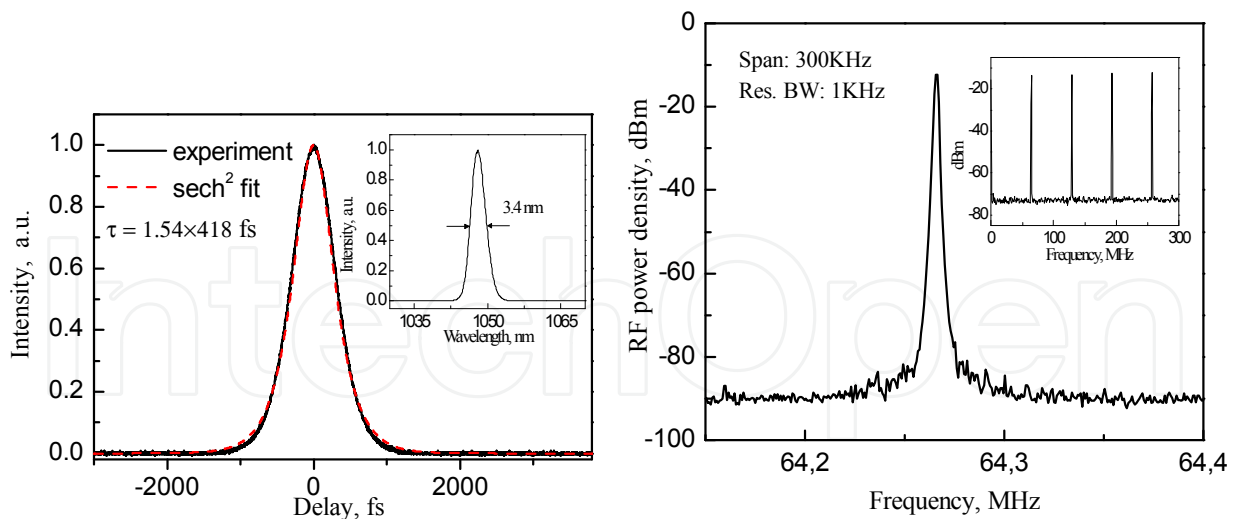 experiment
sech² fit
τ = 1.54×418 fs
Intensity, a.u.
1.0
0.8
0.6
0.4
0.2
0.0
-2000
0
2000
Delay, fs
Intensity, a.u.
1.0
0.8
0.6
0.4
0.2
0.0
3.4 nm
1035
1050
1065
Wavelength, nm
RF power density, dBm
0
-20
-40
-60
-80
-100
Span: 300KHz
Res. BW: 1KHz
64,2
64,3
64,4
Frequency, MHz
dBm
-20
-40
-60
-80
0
100
200
300
Frequency, MHz
IntechOpen